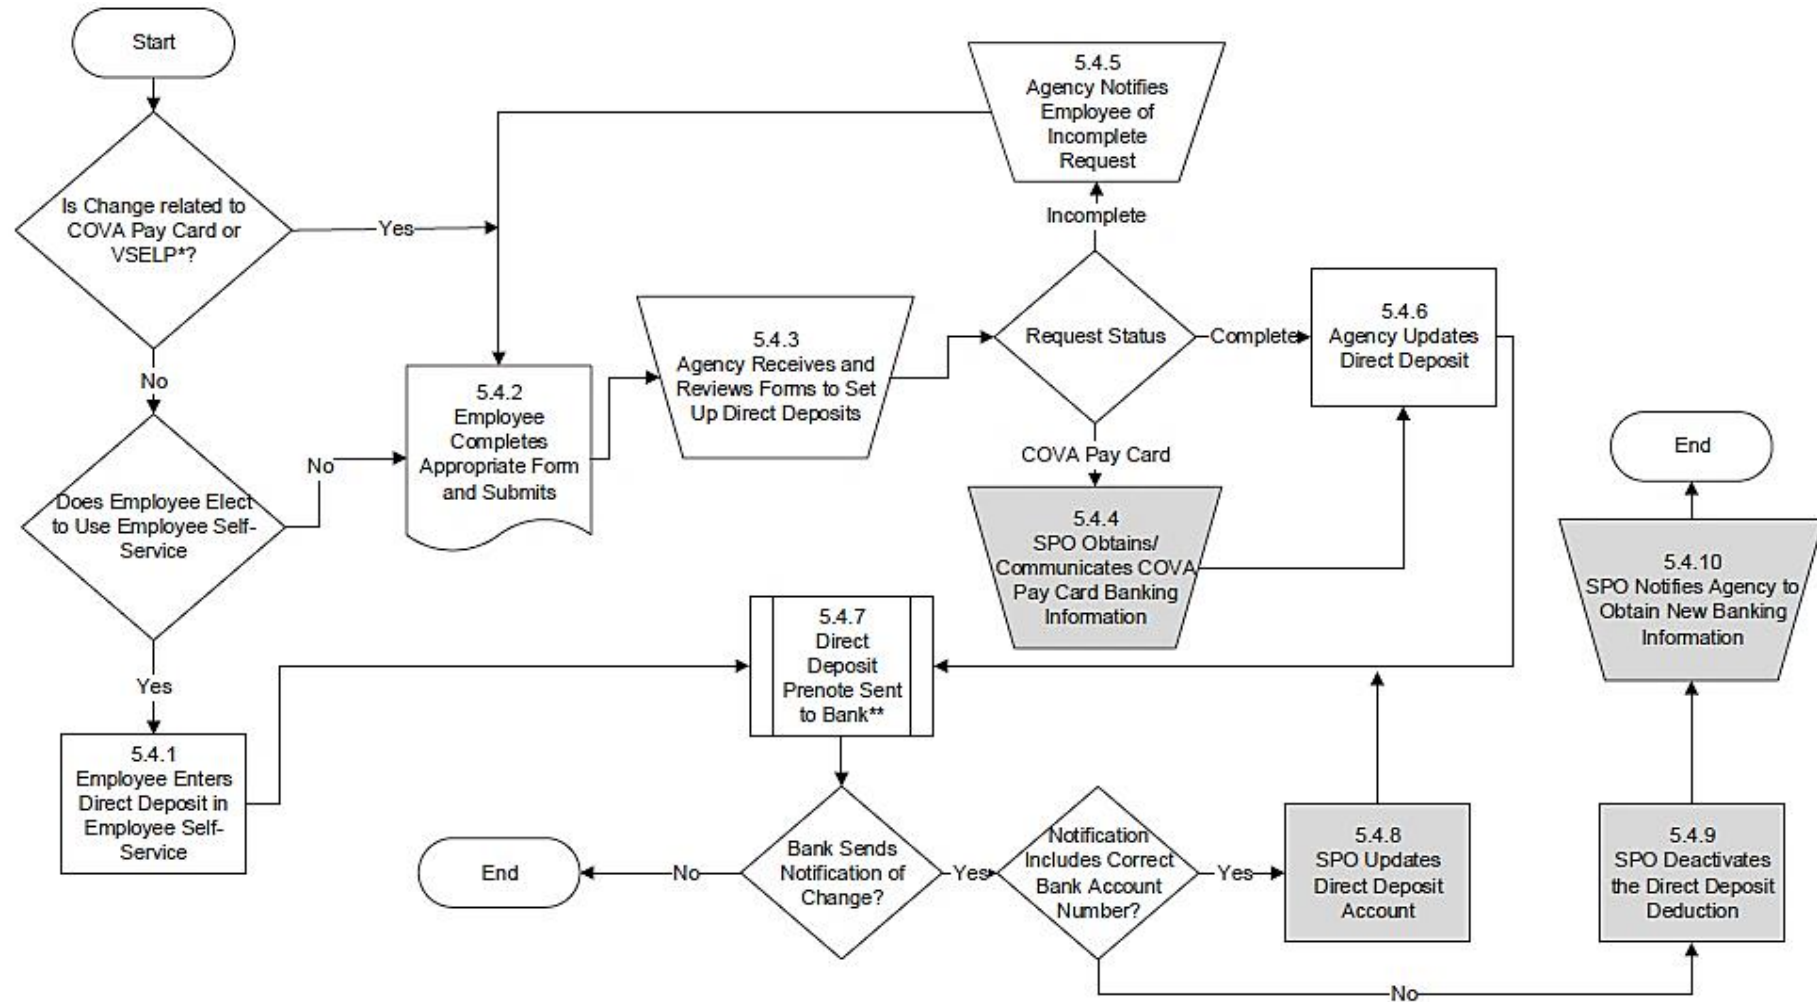 Start
Is Change related to
COVA Pay Card or
VSELP*?
Yes
No
Does Employee Elect
to Use Employee Self-
Service
No
Yes
5.4.1
Employee Enters
Direct Deposit in
Employee Self-
Service
5.4.2
Employee
Completes
Appropriate Form
and Submits
5.4.3
Agency Receives and
Reviews Forms to Set
Up Direct Deposits
Request Status
Incomplete
5.4.5
Agency Notifies
Employee of
Incomplete
Request
Complete
5.4.6
Agency Updates
Direct Deposit
COVA Pay Card
5.4.4
SPO Obtains/
Communicates COVA
Pay Card Banking
Information
5.4.7
Direct
Deposit
Prenote Sent
to Bank**
Bank Sends
Notification of
Change?
No
End
Yes
Notification
Includes Correct
Bank Account
Number?
Yes
5.4.8
SPO Updates
Direct Deposit
Account
No
5.4.9
SPO Deactivates
the Direct Deposit
Deduction
5.4.10
SPO Notifies Agency to
Obtain New Banking
Information
End